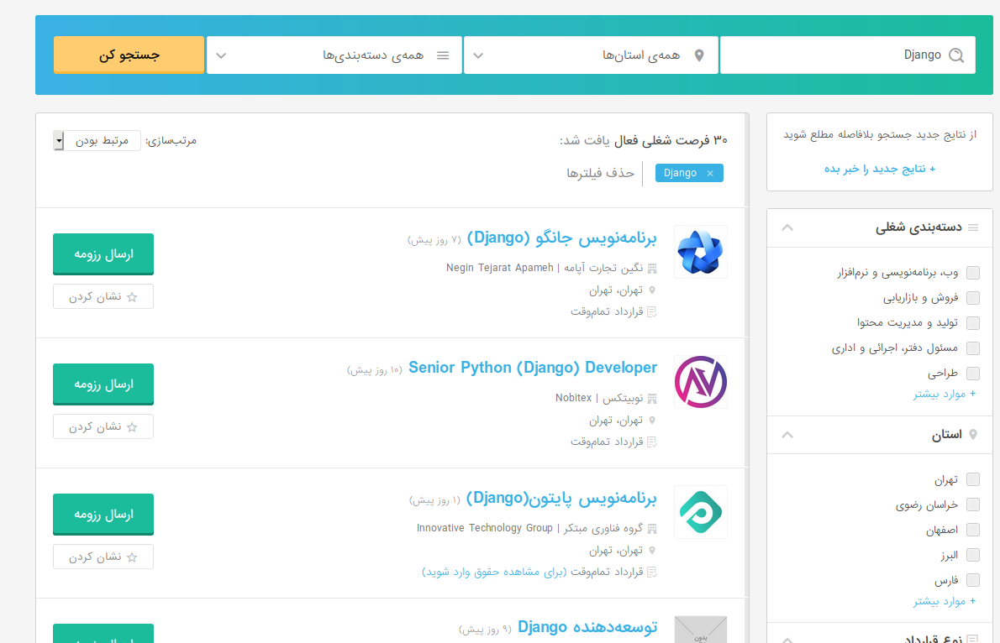 Django
همه‌ی استان‌ها
همه‌ی دسته‌بندی‌ها
جستجو کن
از نتایج جدید جستجو بلافاصله مطلع شوید
+ نتایج جدید را خبر بده
دسته‌بندی شغلی
وب، برنامه‌نویسی و نرم‌افزار
فروش و بازاریابی
تولید و مدیریت محتوا
مسئول دفتر، اجرائی و اداری
طراحی
+ موارد بیشتر
استان
تهران
خراسان رضوی
اصفهان
البرز
فارس
+ موارد بیشتر
نوع قرارداد
۳۰ فرصت شغلی فعال یافت شد:
مرتب‌سازی: مرتبط بودن
Django ×
حذف فیلترها
برنامه‌نویس جانگو (Django) (۷ روز پیش)
نگین تجارت آپامه | Negin Tejarat Apameh
تهران، تهران
قرارداد تمام‌وقت
ارسال رزومه
نشان کردن
Senior Python (Django) Developer (۱۰ روز پیش)
نوبیتکس | Nobitex
تهران، تهران
قرارداد تمام‌وقت
ارسال رزومه
نشان کردن
برنامه‌نویس پایتون(Django) (۱ روز پیش)
گروه فناوری مبتکر | Innovative Technology Group
تهران، تهران
قرارداد تمام‌وقت (برای مشاهده حقوق وارد شوید)
ارسال رزومه
نشان کردن
توسعه‌دهنده Django (۹ روز پیش)
بدون
ارسال رزومه